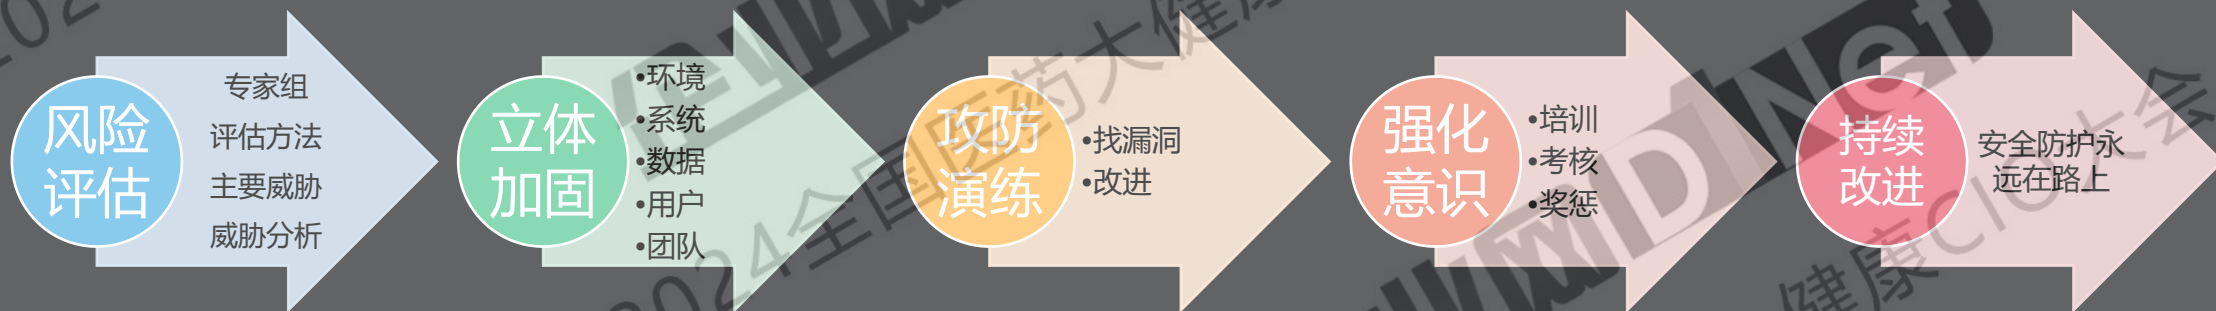 风险
评估
专家组
评估方法
主要威胁
威胁分析
立体
加固
•环境
•系统
•数据
•用户
•团队
攻防
演练
•找漏洞
•改进
强化
意识
•培训
•考核
•奖惩
持续
改进
安全防护永
远在路上
2024全国医药大健康
健康CIO大会